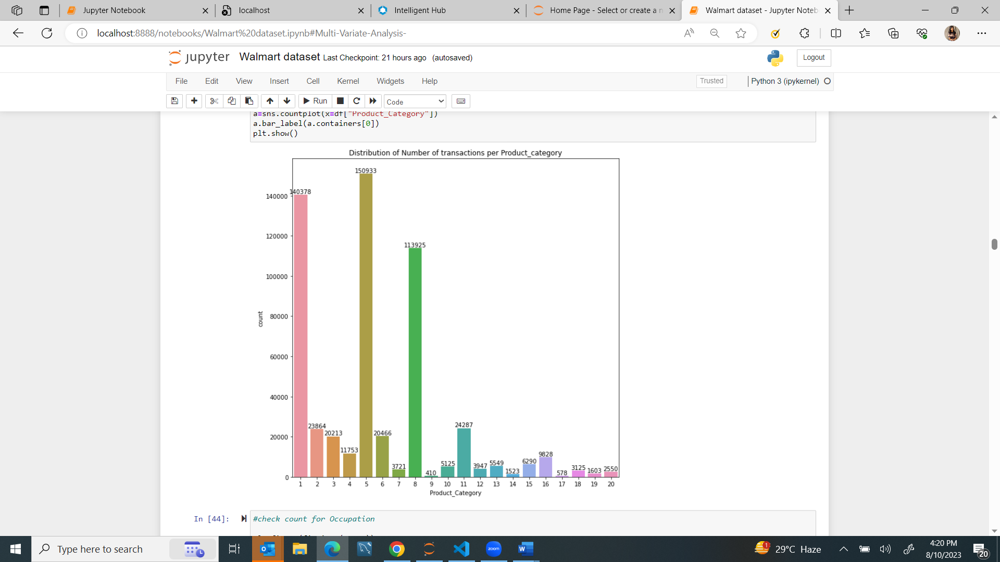 Jupyter Notebook
localhost
Intelligent Hub
Home Page - Select or create a n
Walmart dataset - Jupyter Noteb
localhost:8888/notebooks/Walmart%20dataset.ipynb#Multi-Variate-Analysis-
jupyter Walmart dataset Last Checkpoint: 21 hours ago (autosaved)
Logout
File Edit View Insert Cell Kernel Widgets Help
Trusted
Python 3 (ipykernel)
Run
Code
a=sns.countplot(x=df["Product_Category"])
a.bar_label(a.containers[0])
plt.show()
Distribution of Number of transactions per Product_category
150933
140378
140000
120000
113925
100000
count
80000
60000
40000
24287
23864
20213
20466
20000
11753
9828
6290
5549
5125
3947
3721
3125
2550
1603
1523
578
410
0
1 2 3 4 5 6 7 8 9 10 11 12 13 14 15 16 17 18 19 20
Product_Category
In [44]:
#check count for Occupation
Type here to search
zoom
1
29°C Haze
4:20 PM
8/10/2023
20